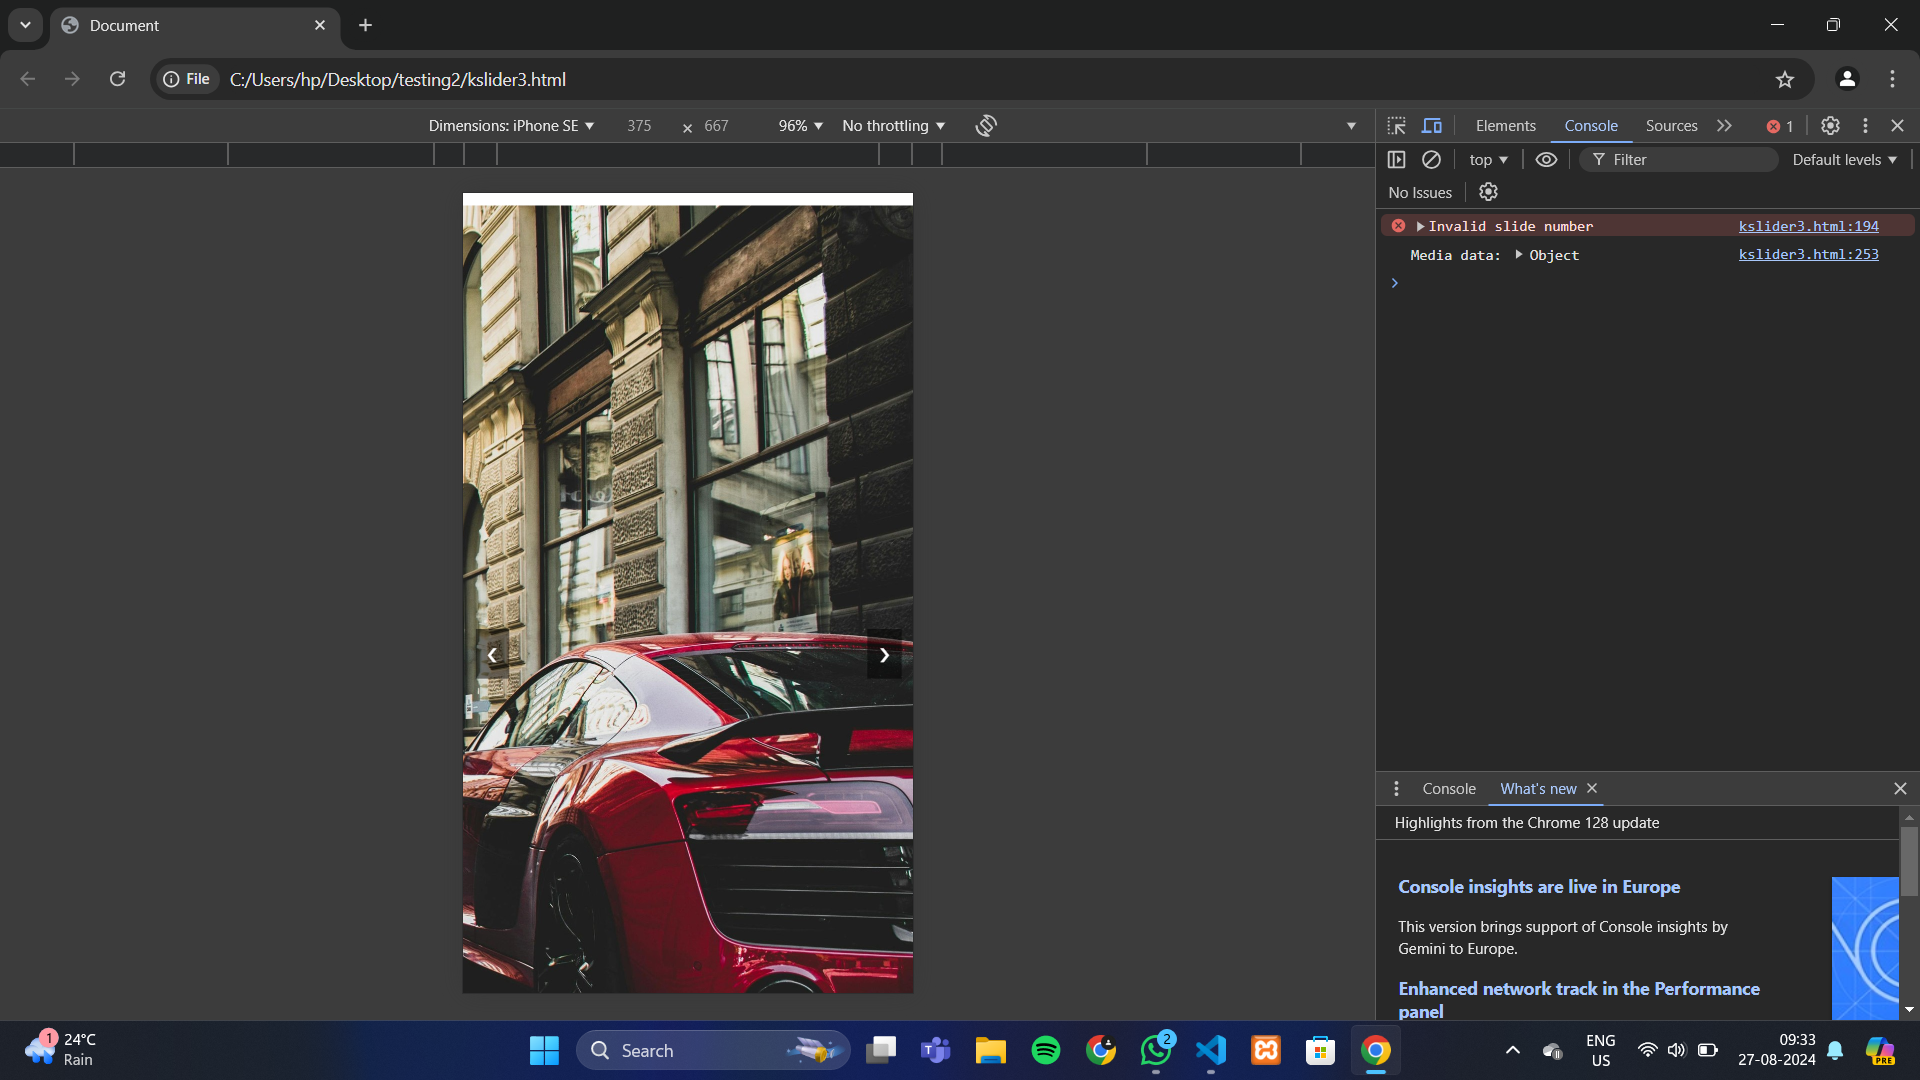 Document
File
C:/Users/hp/Desktop/testing2/kslider3.html
Dimensions: iPhone SE
375 × 667
96%
No throttling
Elements
Console
Sources
1
top
Filter
Default levels
No Issues
Invalid slide number
kslider3.html:194
Media data: Object
kslider3.html:253
❮
❯
Console
What's new
Highlights from the Chrome 128 update
Console insights are live in Europe
This version brings support of Console insights by
Gemini to Europe.
Enhanced network track in the Performance
panel
1
24°C
Rain
Search
2
ENG
US
09:33
27-08-2024
PRE